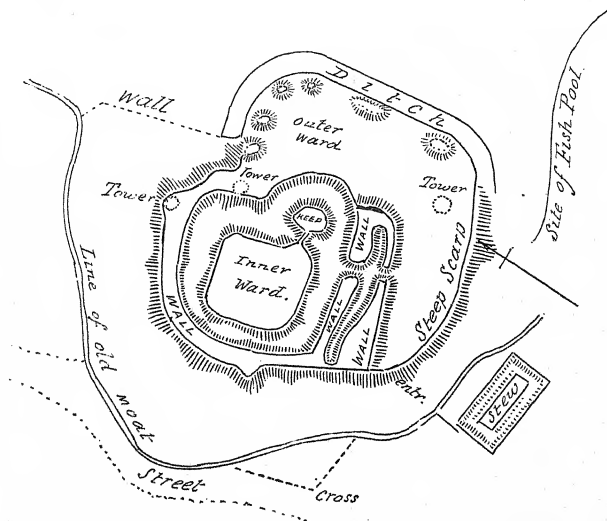 Ditch
Wall
Outer
Ward
Site of Fish Pool.
Tower
Tower
Tower
KEEP
WALL
Inner
Ward.
Steep Scarp
Line of old moat
WALL
WALL
WALL
entr.
Stew
Street
Cross